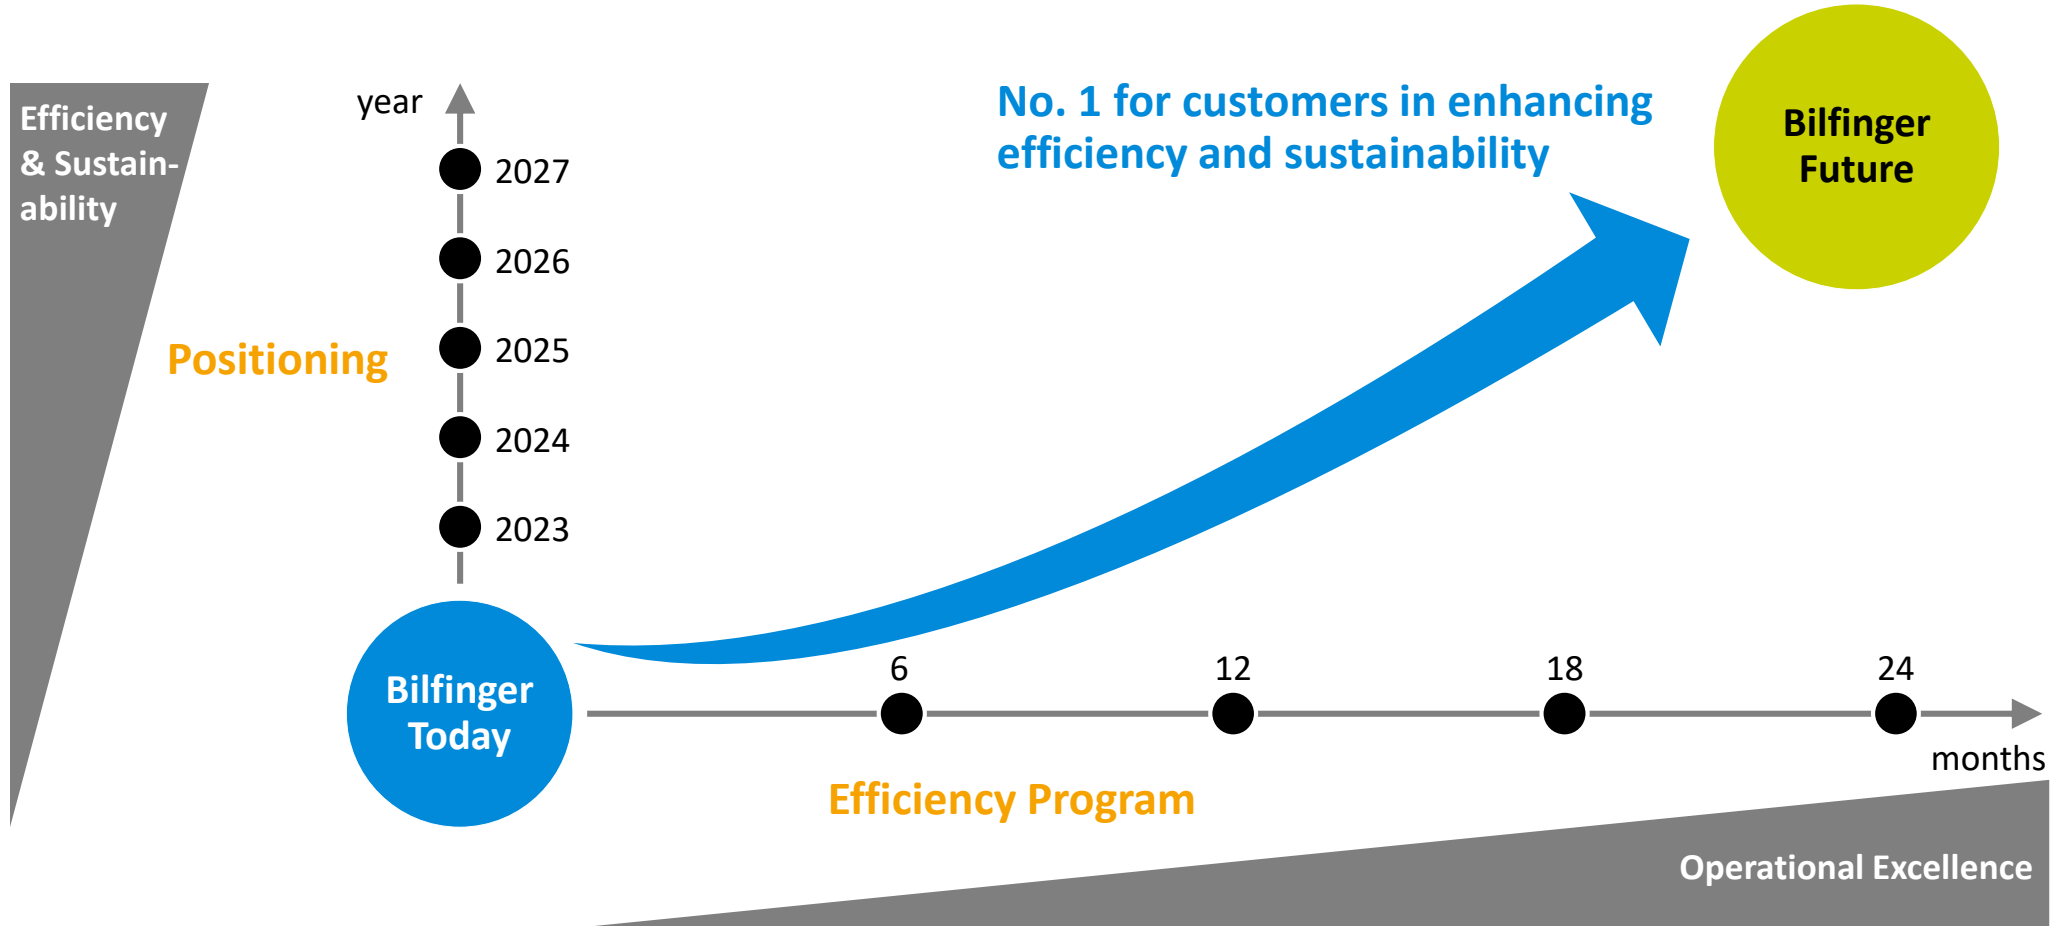 Efficiency
& Sustain-
ability
year
2027
2026
2025
2024
2023
Positioning
No. 1 for customers in enhancing
efficiency and sustainability
Bilfinger
Future
Bilfinger
Today
6
12
18
24
months
Efficiency Program
Operational Excellence